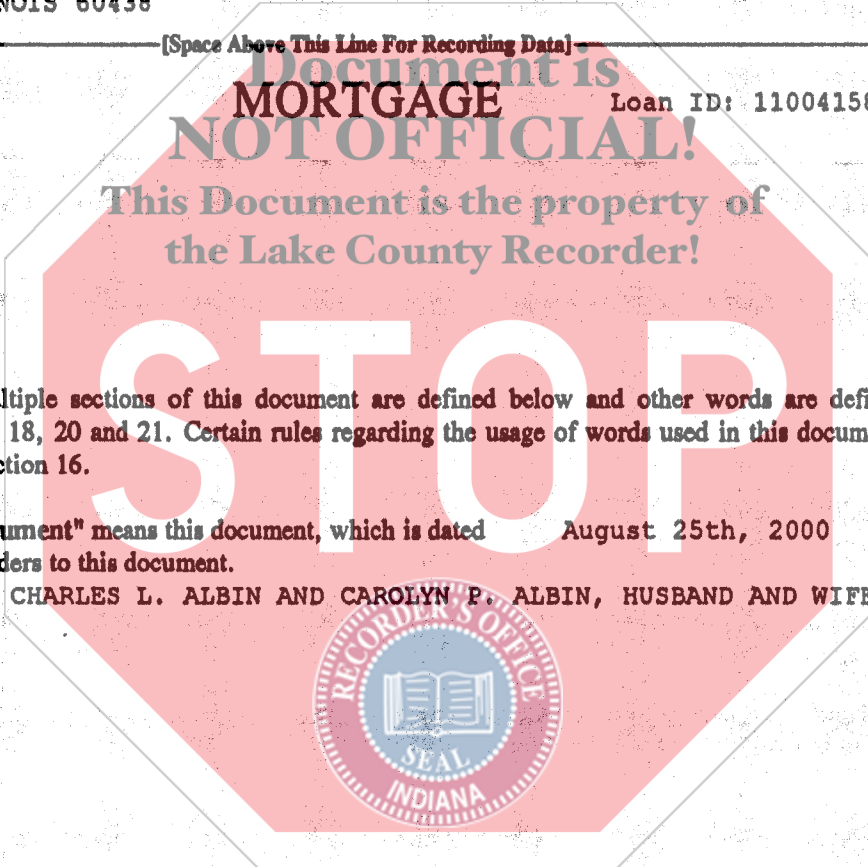 NOIS 60438
[Space Above This Line For Recording Data]
Document is
MORTGAGE Loan ID: 11004158
NOT OFFICIAL!
This Document is the property of
the Lake County Recorder!
STOP
ltiple sections of this document are defined below and other words are defi
18, 20 and 21. Certain rules regarding the usage of words used in this docum
ction 16.
ument" means this document, which is dated August 25th, 2000
ders to this document.
CHARLES L. ALBIN AND CAROLYN P. ALBIN, HUSBAND AND WIFE
RECORDER'S OFFICE
SEAL
INDIANA